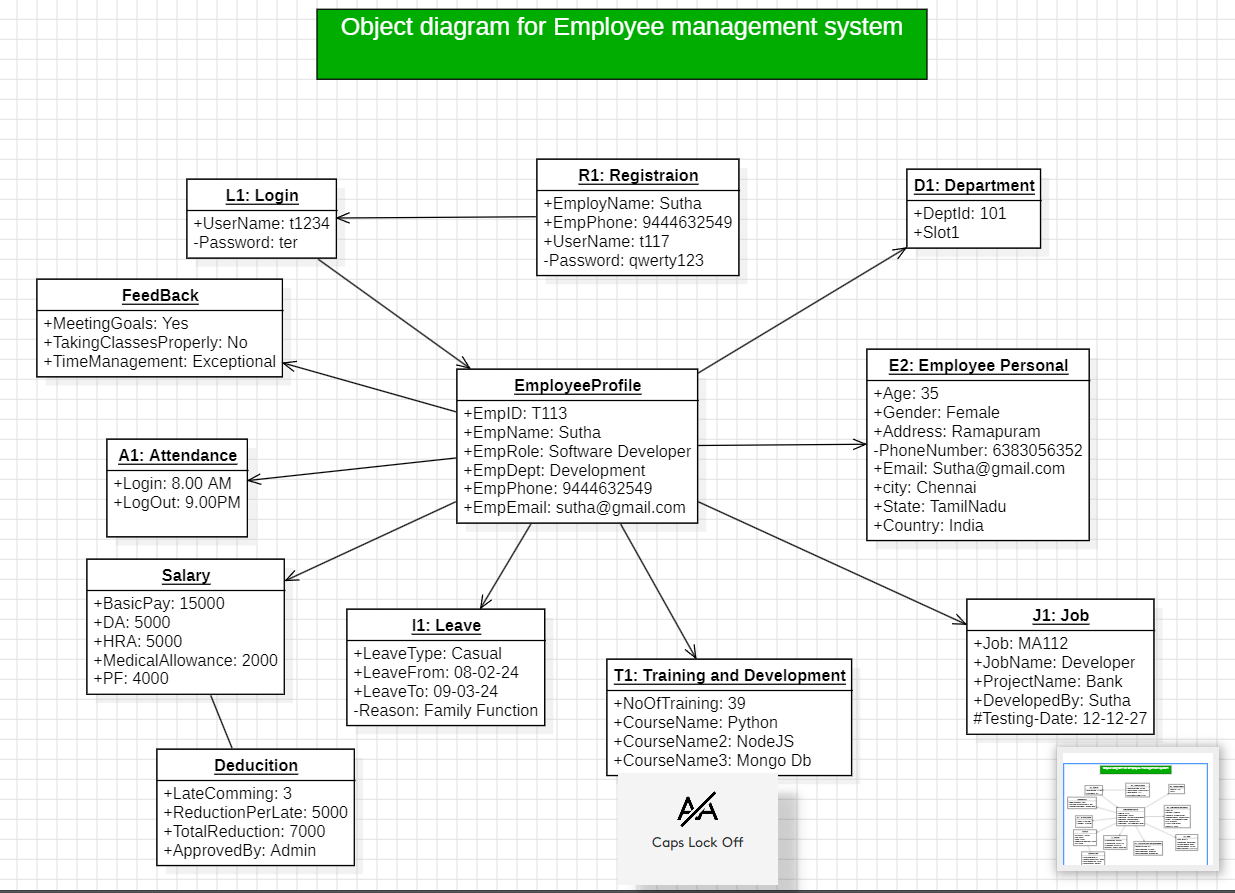 Object diagram for Employee management system
L1: Login
+UserName: t1234
-Password: ter
R1: Registraion
+EmployName: Sutha
+EmpPhone: 9444632549
+UserName: t117
-Password: qwerty123
D1: Department
+DeptId: 101
+Slot1
FeedBack
+MeetingGoals: Yes
+TakingClassesProperly: No
+TimeManagement: Exceptional
EmployeeProfile
+EmpID: T113
+EmpName: Sutha
+EmpRole: Software Developer
+EmpDept: Development
+EmpPhone: 9444632549
+EmpEmail: sutha@gmail.com
E2: Employee Personal
+Age: 35
+Gender: Female
+Address: Ramapuram
-PhoneNumber: 6383056352
+Email: Sutha@gmail.com
+city: Chennai
+State: TamilNadu
+Country: India
A1: Attendance
+Login: 8.00 AM
+LogOut: 9.00PM
Salary
+BasicPay: 15000
+DA: 5000
+HRA: 5000
+MedicalAllowance: 2000
+PF: 4000
l1: Leave
+LeaveType: Casual
+LeaveFrom: 08-02-24
+LeaveTo: 09-03-24
-Reason: Family Function
T1: Training and Development
+NoOfTraining: 39
+CourseName: Python
+CourseName2: NodeJS
+CourseName3: Mongo Db
J1: Job
+Job: MA112
+JobName: Developer
+ProjectName: Bank
+DevelopedBy: Sutha
#Testing-Date: 12-12-27
Deducition
+LateComming: 3
+ReductionPerLate: 5000
+TotalReduction: 7000
+ApprovedBy: Admin
Caps Lock Off